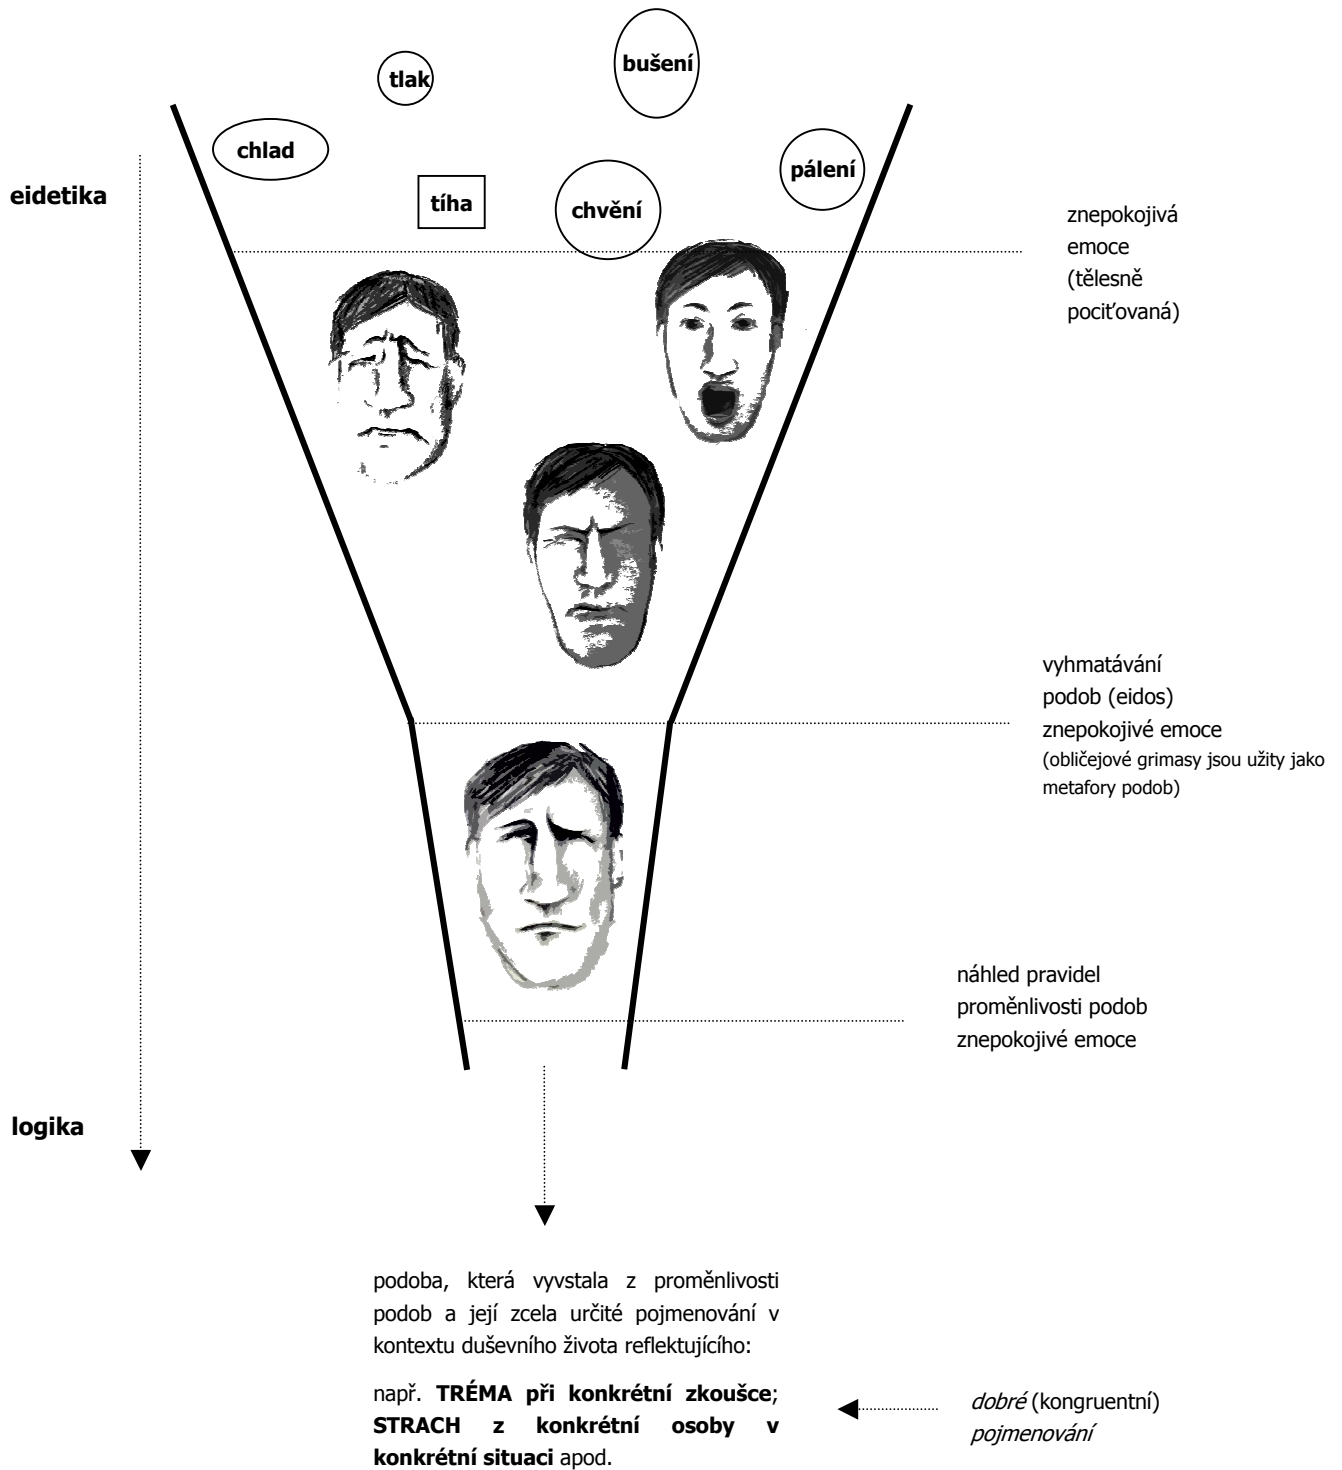 bušení
tlak
chlad
pálení
eidetika
tíha
chvění
znepokojivá
emoce
(tělesně
pociťovaná)
vyhmatávání
podob (eidos)
znepokojivé emoce
(obličejové grimasy jsou užity jako
metafory podob)
náhled pravidel
proměnlivosti podob
znepokojivé emoce
logika
podoba, která vyvstala z proměnlivosti
podob a její zcela určité pojmenování v
kontextu duševního života reflektujícího:
např. TRÉMA při konkrétní zkoušce;
STRACH z konkrétní osoby v
konkrétní situaci apod.
dobré (kongruentní)
pojmenování